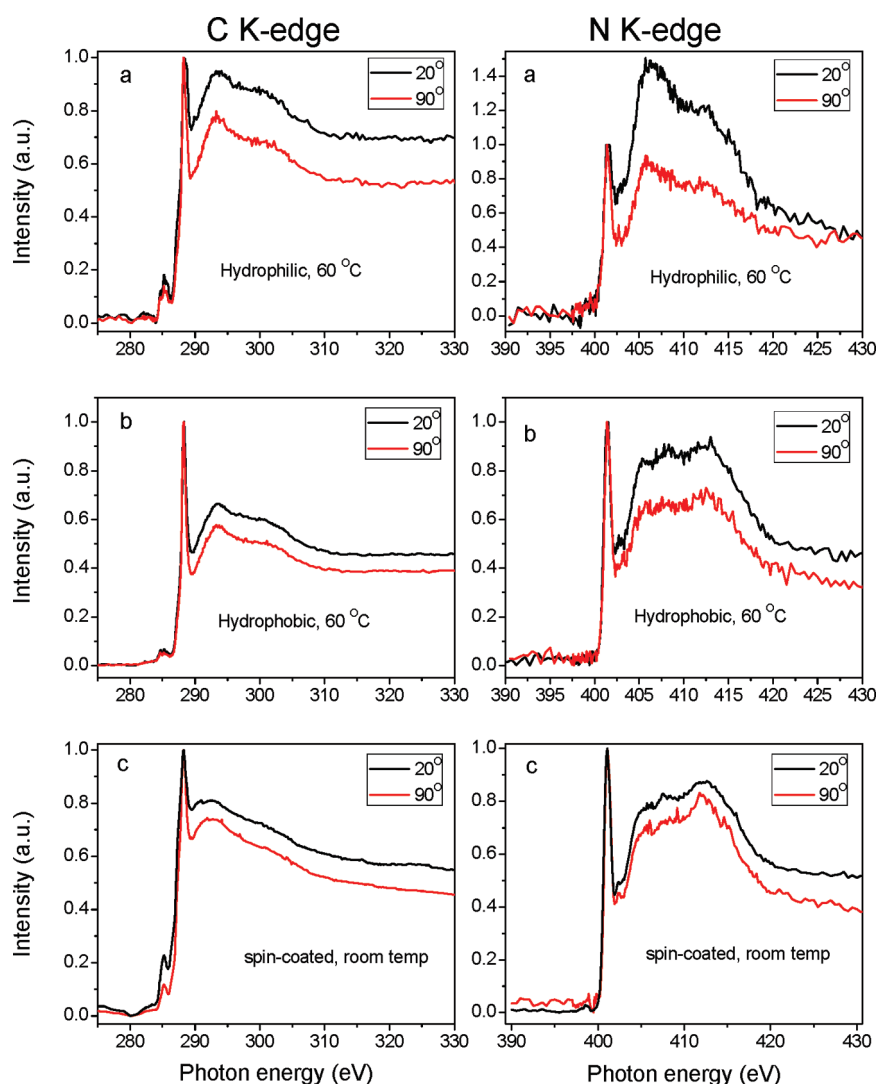 C K-edge
N K-edge
a
20°
90°
Hydrophilic, 60 °C
Intensity (a.u.)
1.0
0.8
0.6
0.4
0.2
0.0
280 290 300 310 320 330
a
20°
90°
Hydrophilic, 60 °C
Intensity (a.u.)
1.4
1.2
1.0
0.8
0.6
0.4
0.2
0.0
390 395 400 405 410 415 420 425 430
b
20°
90°
Hydrophobic, 60 °C
Intensity (a.u.)
1.0
0.8
0.6
0.4
0.2
0.0
280 290 300 310 320 330
b
20°
90°
Hydrophobic, 60 °C
Intensity (a.u.)
1.0
0.8
0.6
0.4
0.2
0.0
390 395 400 405 410 415 420 425 430
c
20°
90°
spin-coated, room temp
Intensity (a.u.)
1.0
0.8
0.6
0.4
0.2
0.0
280 290 300 310 320 330
Photon energy (eV)
c
20°
90°
spin-coated, room temp
Intensity (a.u.)
1.0
0.8
0.6
0.4
0.2
0.0
390 400 410 420 430
Photon energy (eV)